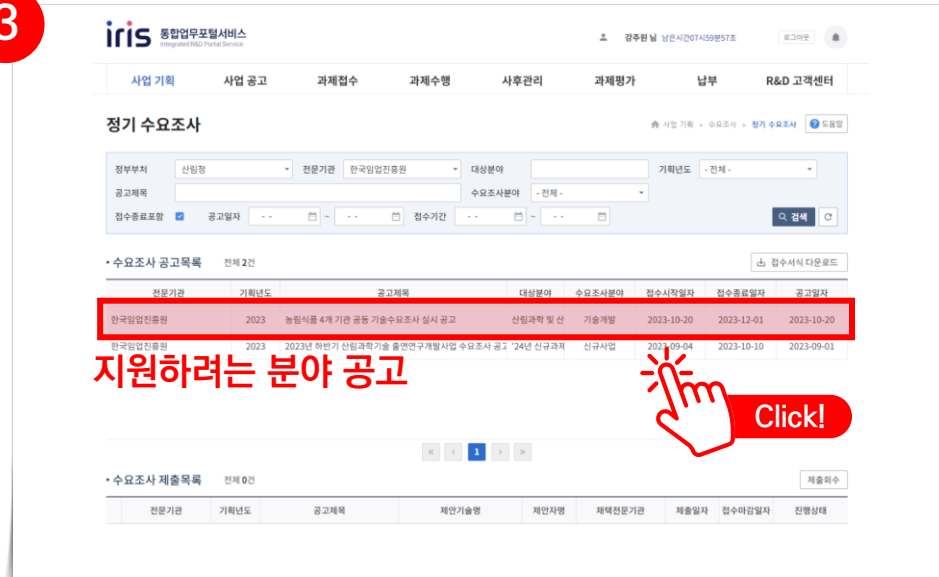 3
iris 통합업무포털서비스
Integrated R&D Portal Service
강주원 님 남은시간07시59분57초 로그아웃
사업 기획 사업 공고 과제접수 과제수행 사후관리 과제평가 납부 R&D 고객센터
정기 수요조사
사업 기획 > 수요조사 > 정기 수요조사 ? 도움말
정부부처 산림청 전문기관 한국임업진흥원 대상분야 기획년도 - 전체 -
공고제목 수요조사분야 - 전체 -
접수종료포함 공고일자 - - ~ - - 접수기간 - - ~ - - 검색
• 수요조사 공고목록 전체 2건 접수서식 다운로드
전문기관 기획년도 공고제목 대상분야 수요조사분야 접수시작일자 접수종료일자 공고일자
한국임업진흥원 2023 농림식품 4개 기관 공동 기술수요조사 실시 공고 산림과학 및 산 기술개발 2023-10-20 2023-12-01 2023-10-20
한국임업진흥원 2023 2023년 하반기 산림과학기술 출연연구개발사업 수요조사 공고 '24년 신규과제 신규사업 2023-09-04 2023-10-10 2023-09-01
지원하려는 분야 공고
Click!
« < 1 > »
• 수요조사 제출목록 전체 0건 제출회수
전문기관 기획년도 공고제목 제안기술명 제안자명 채택전문기관 제출일자 접수마감일자 진행상태